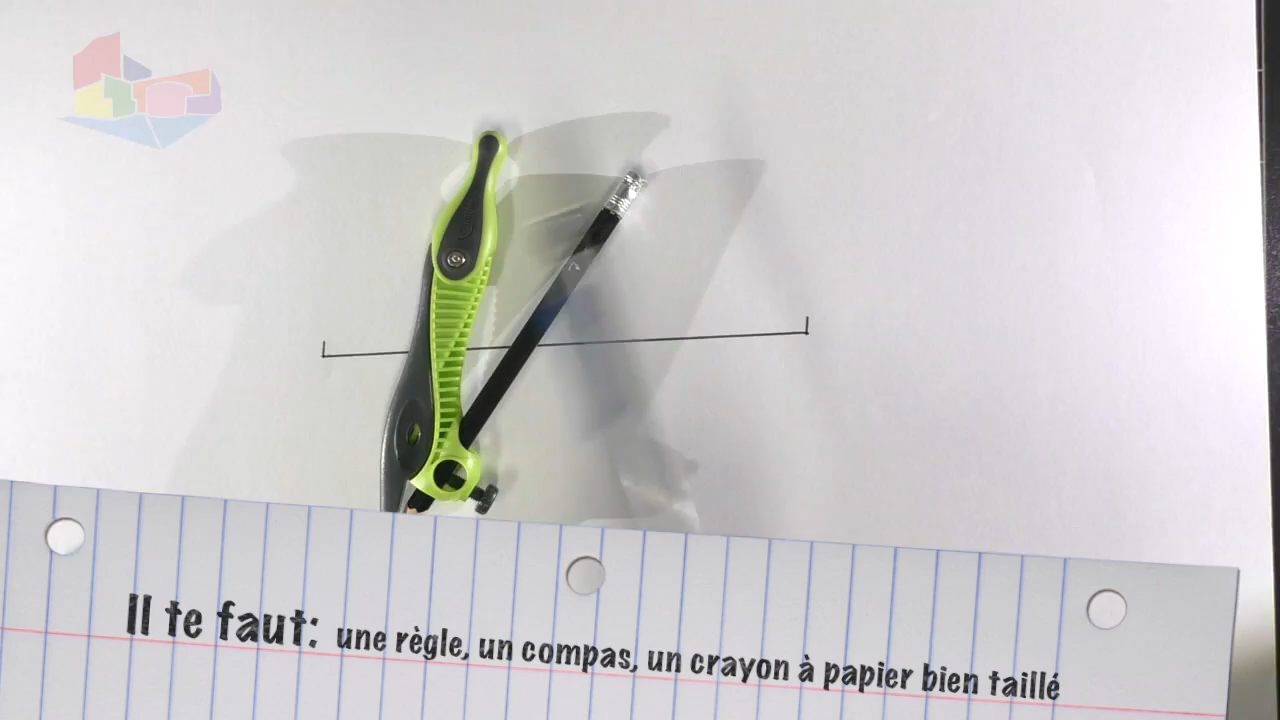 Il te faut: une règle, un compas, un crayon à papier bien taillé